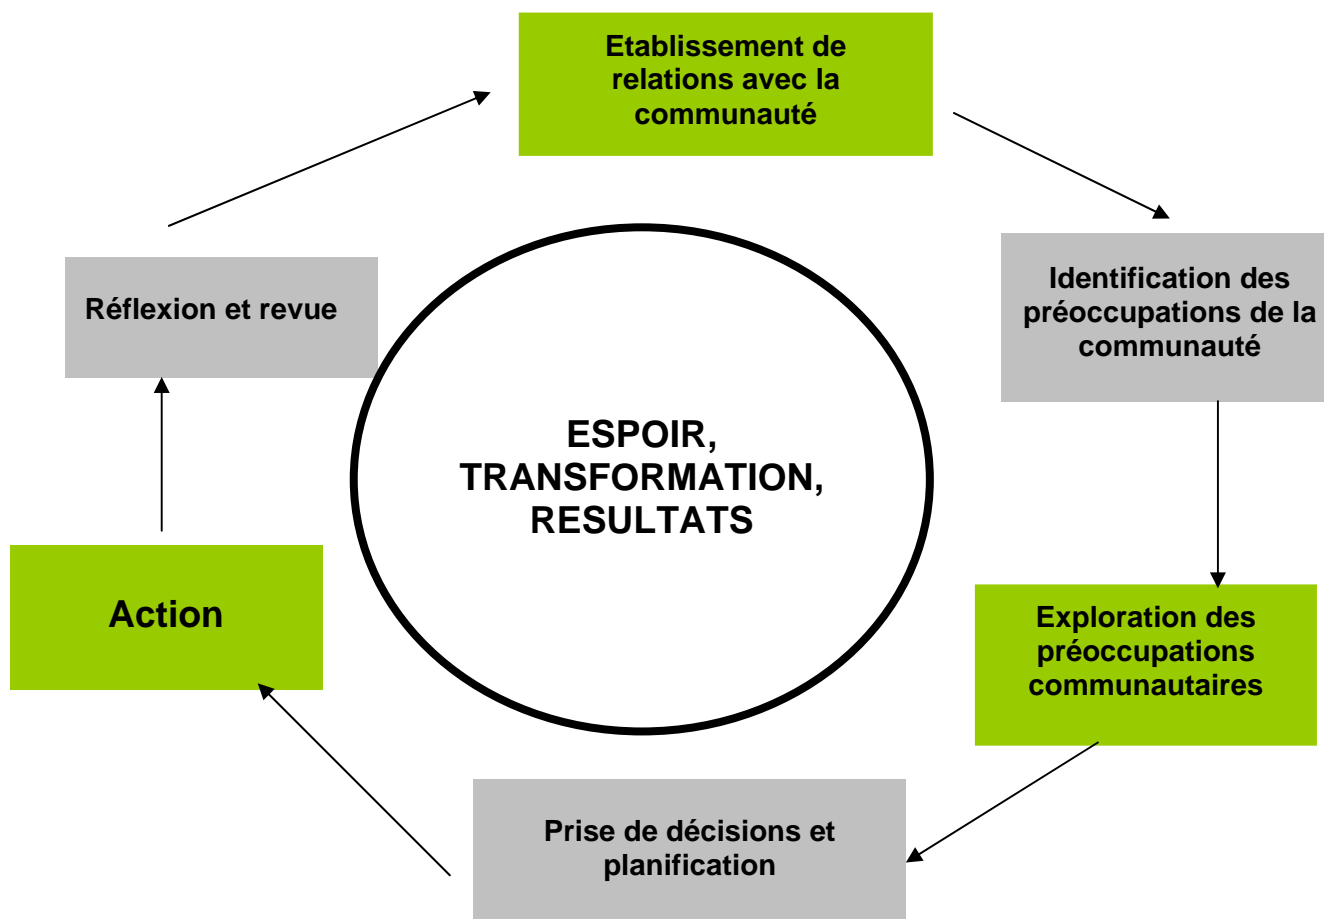 Etablissement de
relations avec la
communauté
Identification des
préoccupations de la
communauté
Réflexion et revue
ESPOIR,
TRANSFORMATION,
RESULTATS
Action
Exploration des
préoccupations
communautaires
Prise de décisions et
planification